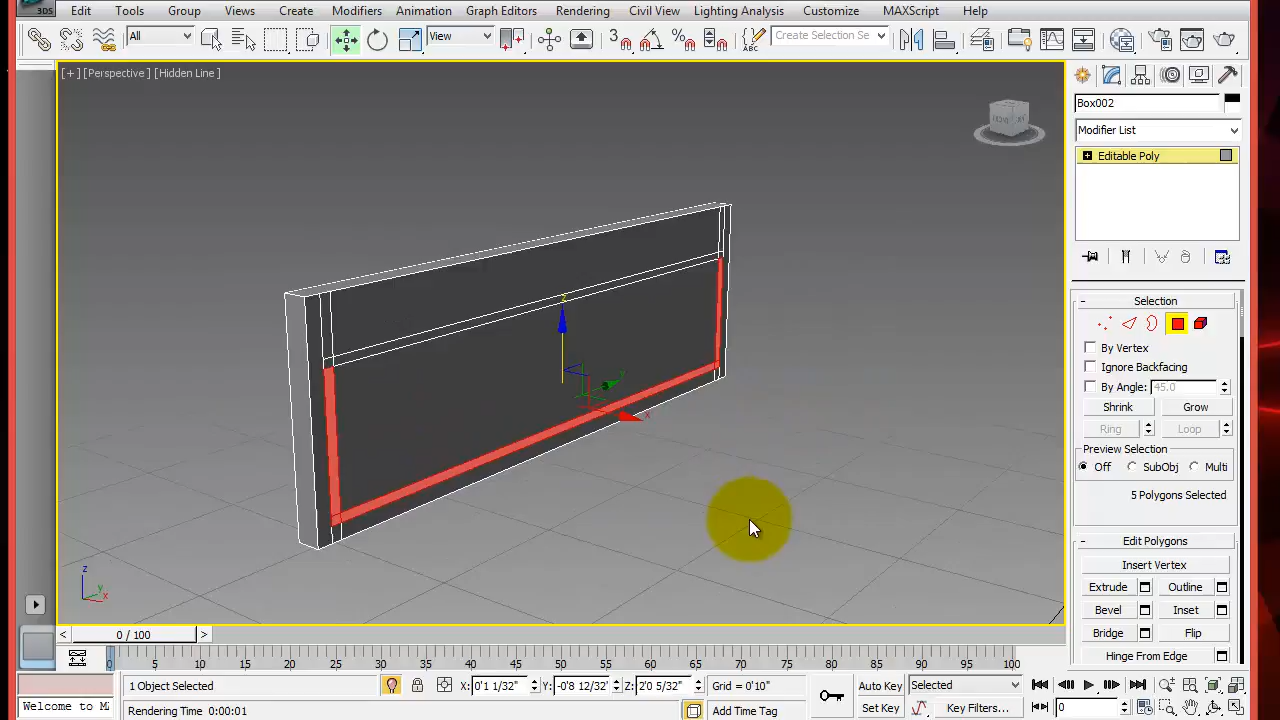 3DS Edit Tools Group Views Create Modifiers Animation Graph Editors Rendering Civil View Lighting Analysis Customize MAXScript Help
All View 3 Create Selection Se
[+] [Perspective] [Hidden Line]
Box002
Modifier List
Editable Poly
Selection
By Vertex
Ignore Backfacing
By Angle: 45.0
Shrink Grow
Ring Loop
Preview Selection
Off SubObj Multi
5 Polygons Selected
Edit Polygons
Insert Vertex
Extrude Outline
Bevel Inset
Bridge Flip
Hinge From Edge
z
x
y
z
y
x
< 0 / 100 >
0 5 10 15 20 25 30 35 40 45 50 55 60 65 70 75 80 85 90 95 100
1 Object Selected X: 0'1 1/32" Y: -0'8 12/32" Z: 2'0 5/32" Grid = 0'10" Auto Key Selected
Welcome to Rendering Time 0:00:01 Add Time Tag Set Key Key Filters... 0